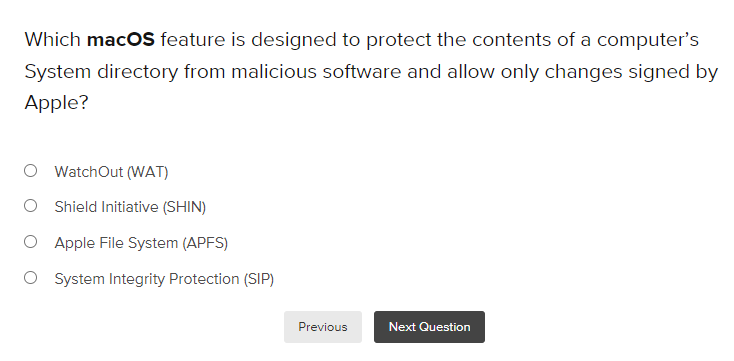 Which macOS feature is designed to protect the contents of a computer’s
System directory from malicious software and allow only changes signed by
Apple?
WatchOut (WAT)
Shield Initiative (SHIN)
Apple File System (APFS)
System Integrity Protection (SIP)
Previous
Next Question